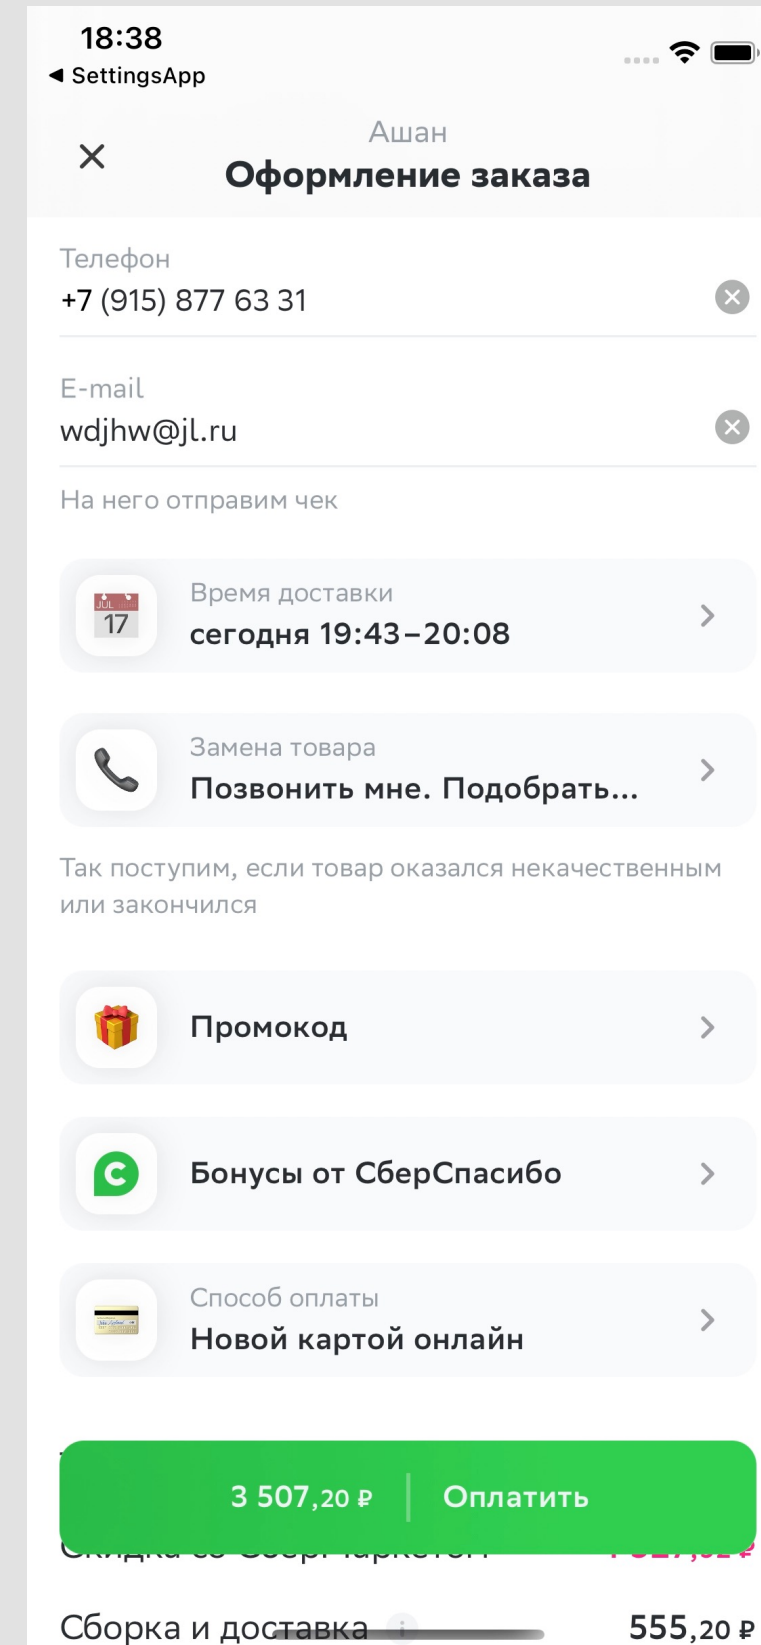 18:38
SettingsApp
Ашан
Оформление заказа
Телефон
+7 (915) 877 63 31
E-mail
wdjhw@jl.ru
На него отправим чек
JUL
17
Время доставки
сегодня 19:43–20:08
Замена товара
Позвонить мне. Подобрать...
Так поступим, если товар оказался некачественным
или закончился
Промокод
Бонусы от СберСпасибо
Способ оплаты
Новой картой онлайн
3 507,20 ₽ Оплатить
Скидка со СберМаркетом
Сборка и доставка 555,20 ₽